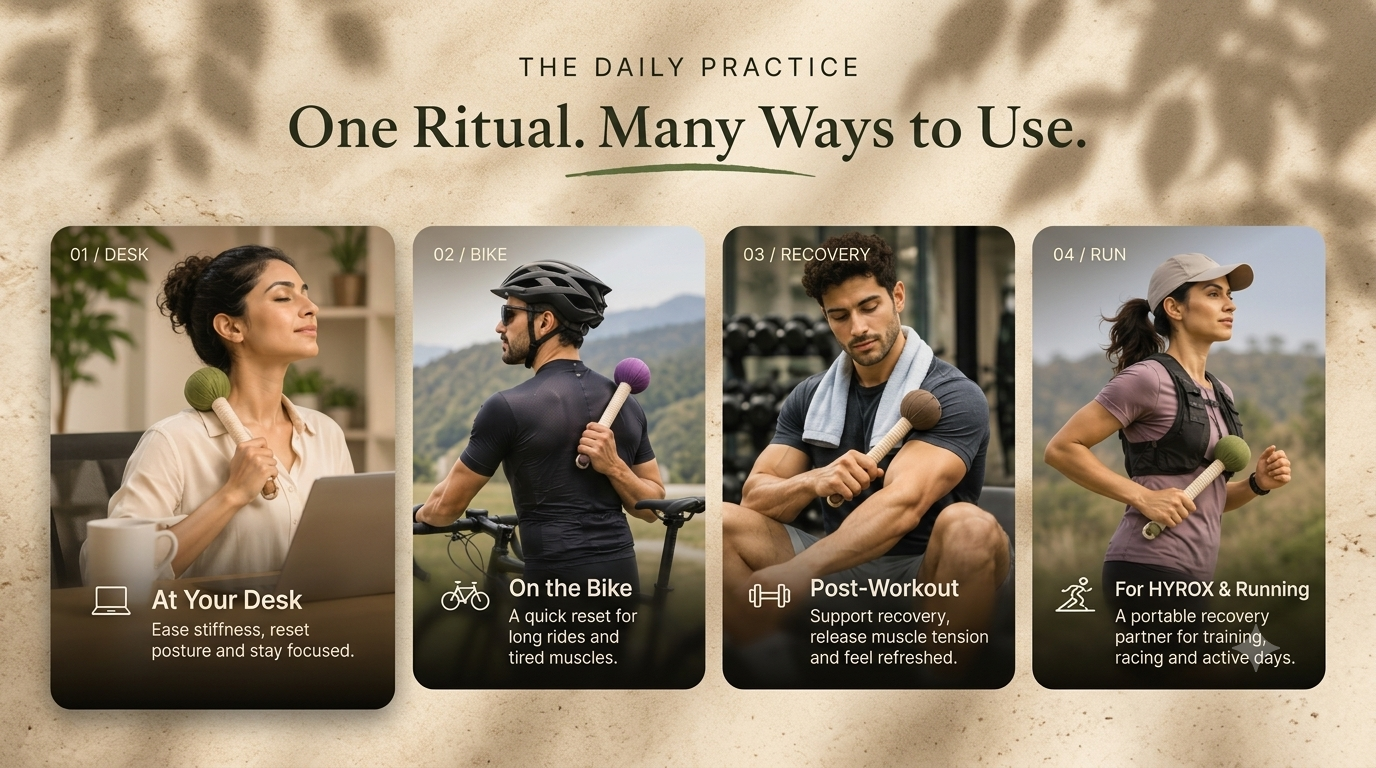 THE DAILY PRACTICE
One Ritual. Many Ways to Use.
01 / DESK
At Your Desk
Ease stiffness, reset
posture and stay focused.
02 / BIKE
On the Bike
A quick reset for
long rides and
tired muscles.
03 / RECOVERY
Post-Workout
Support recovery,
release muscle tension
and feel refreshed.
04 / RUN
For HYROX & Running
A portable recovery
partner for training,
racing and active days.